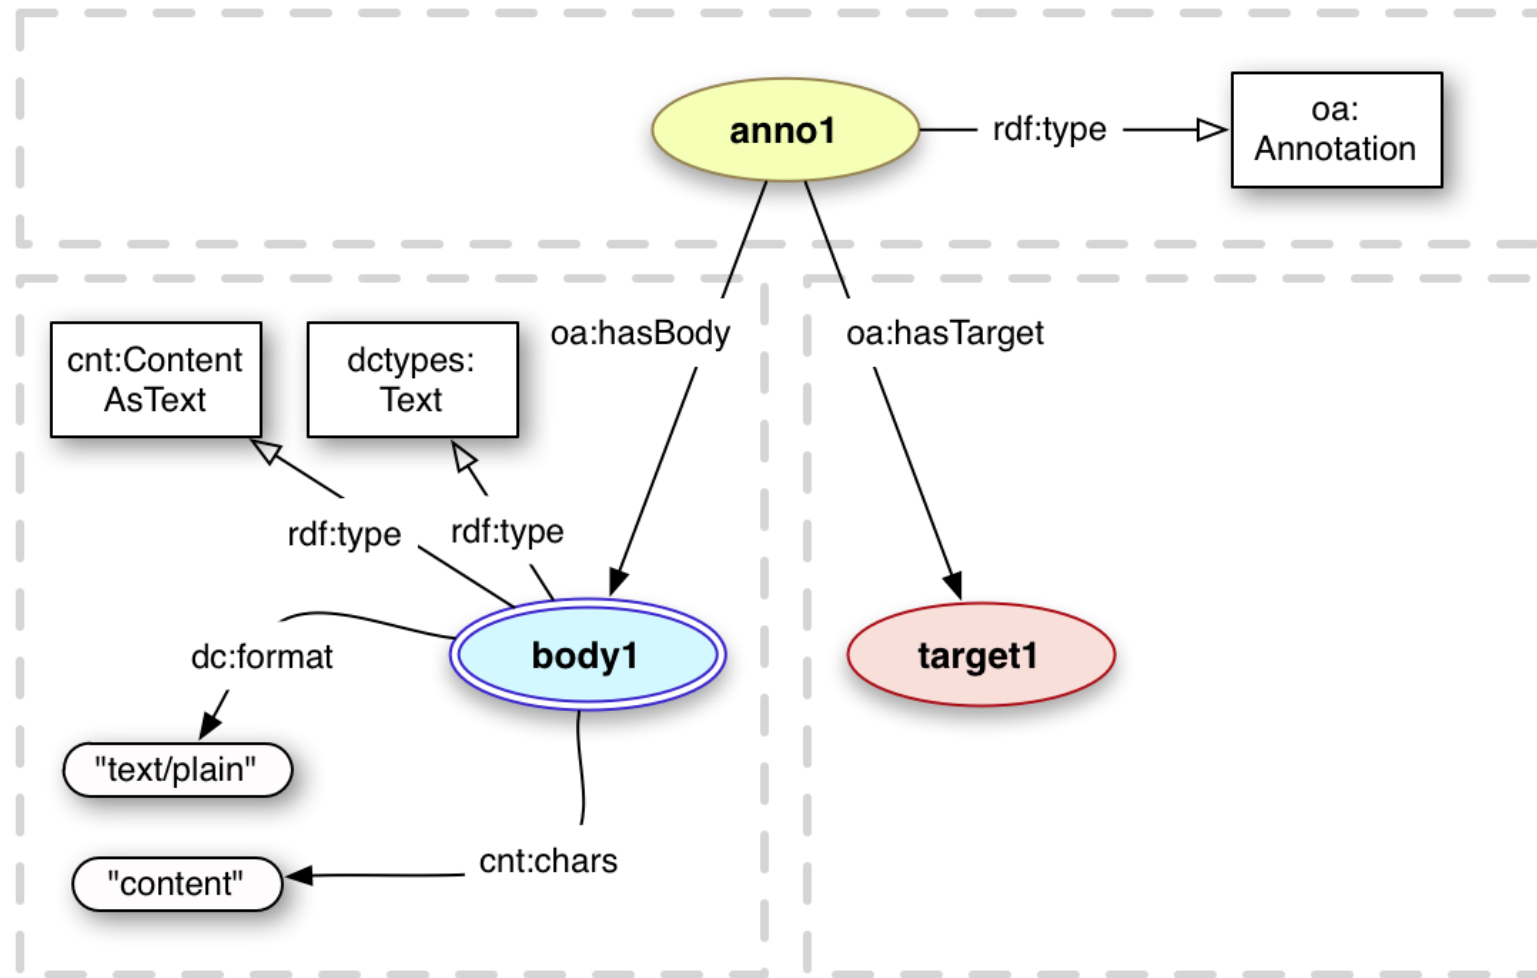 anno1
rdf:type
oa:
Annotation
oa:hasBody
oa:hasTarget
cnt:Content
AsText
dctypes:
Text
rdf:type
rdf:type
dc:format
body1
target1
"text/plain"
cnt:chars
"content"